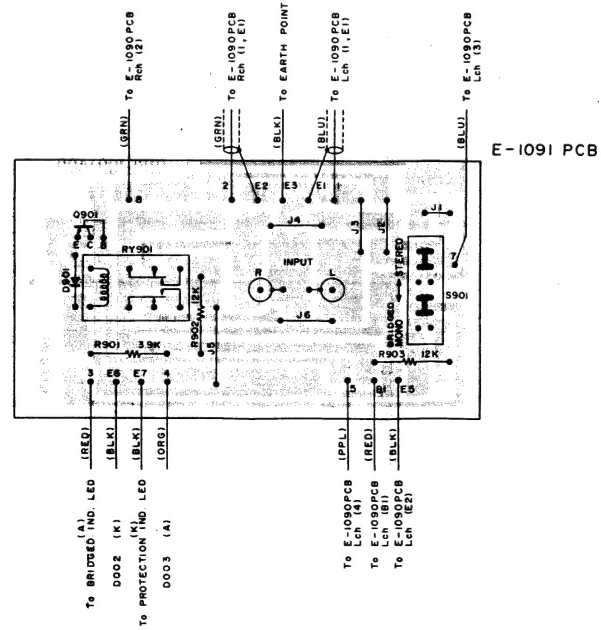 To E-1090PCB
Rch (2)
(GRN)
To E-1090PCB
Rch (1, E1)
(GRN)
To EARTH POINT
(BLK)
To E-1090PCB
Lch (1, E1)
(BLU)
To E-1090PCB
Lch (3)
(BLU)
E-1091 PCB
8
2
E2
E3
E1
1
J1
Q901
E C B
J4
J3
J2
7
RY901
D901
INPUT
R
L
STEREO
BRIDGED
MONO
S901
R902 12K
J6
J5
R901 3.9K
R903 12K
3
E6
E7
4
5
B1
E5
(RED)
(BLK)
(BLK)
(ORG)
(PPL)
(RED)
(BLK)
(A)
To BRIDGED IND. LED
D002 (K)
(K)
To PROTECTION IND. LED
D003 (A)
To E-1090PCB
Lch (4)
To E-1090PCB
Lch (B1)
To E-1090PCB
Lch (E2)